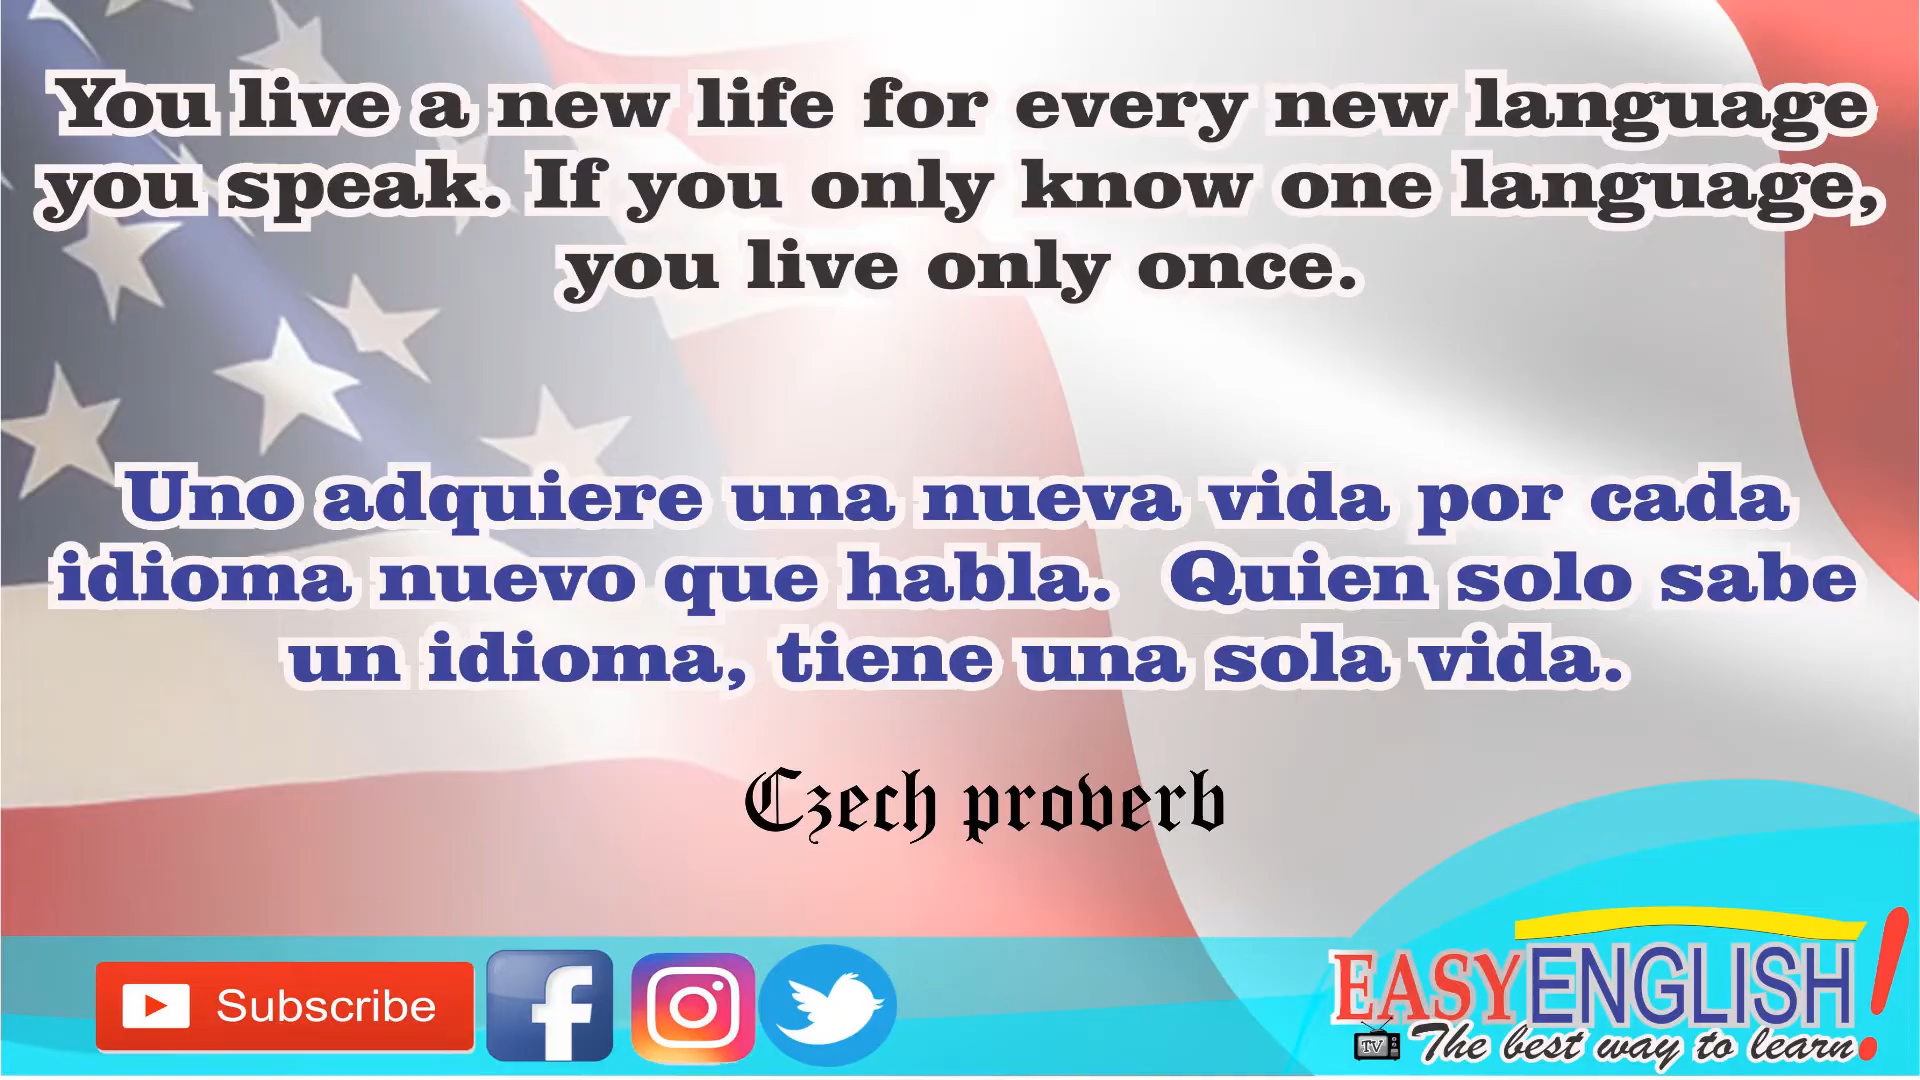 You live a new life for every new language
you speak. If you only know one language,
you live only once.
Uno adquiere una nueva vida por cada
idioma nuevo que habla.  Quien solo sabe
un idioma, tiene una sola vida.
Czech proverb
Subscribe
EASYENGLISH!
TV The best way to learn